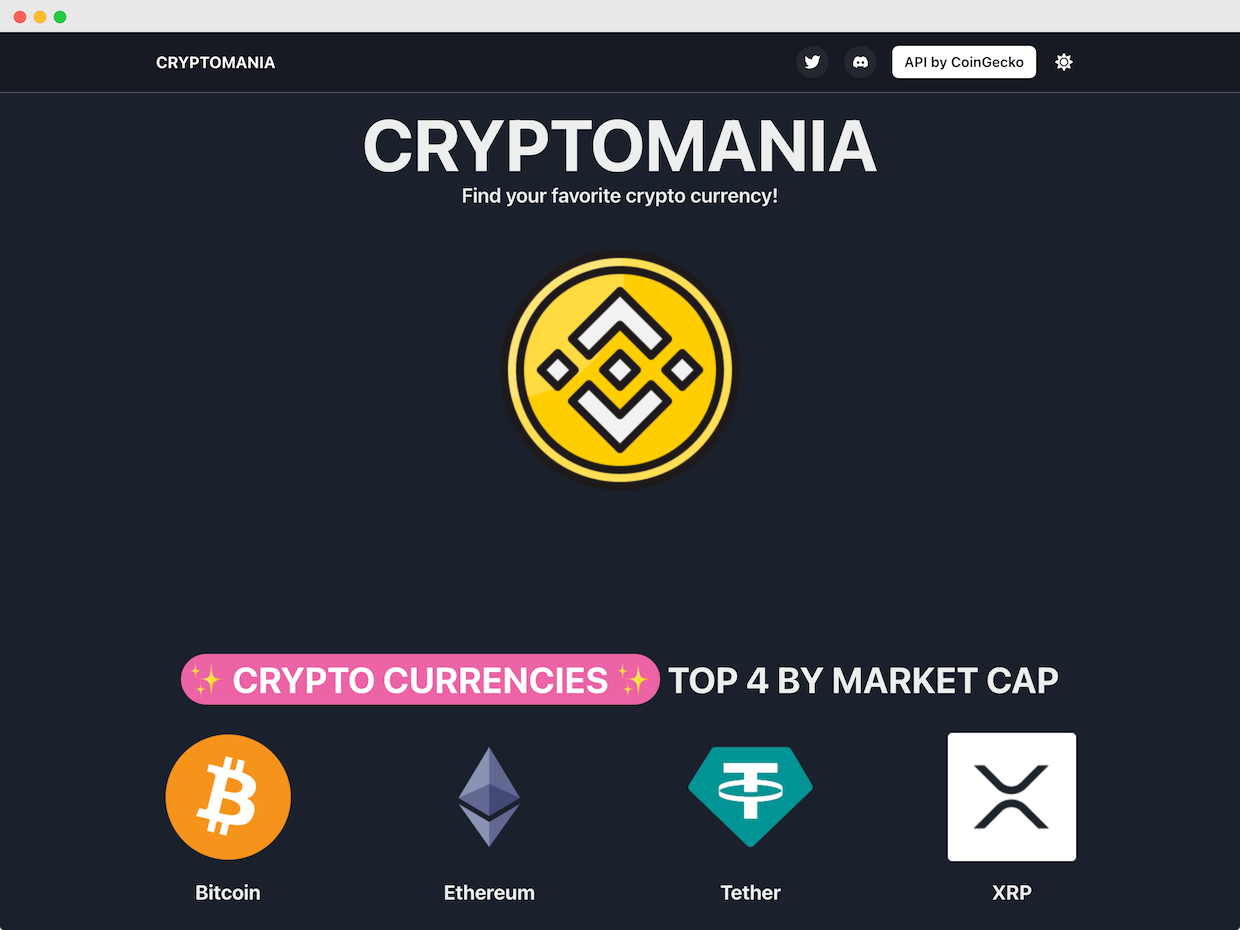 CRYPTOMANIA
API by CoinGecko
CRYPTOMANIA
Find your favorite crypto currency!
✨ CRYPTO CURRENCIES ✨ TOP 4 BY MARKET CAP
Bitcoin
Ethereum
Tether
XRP